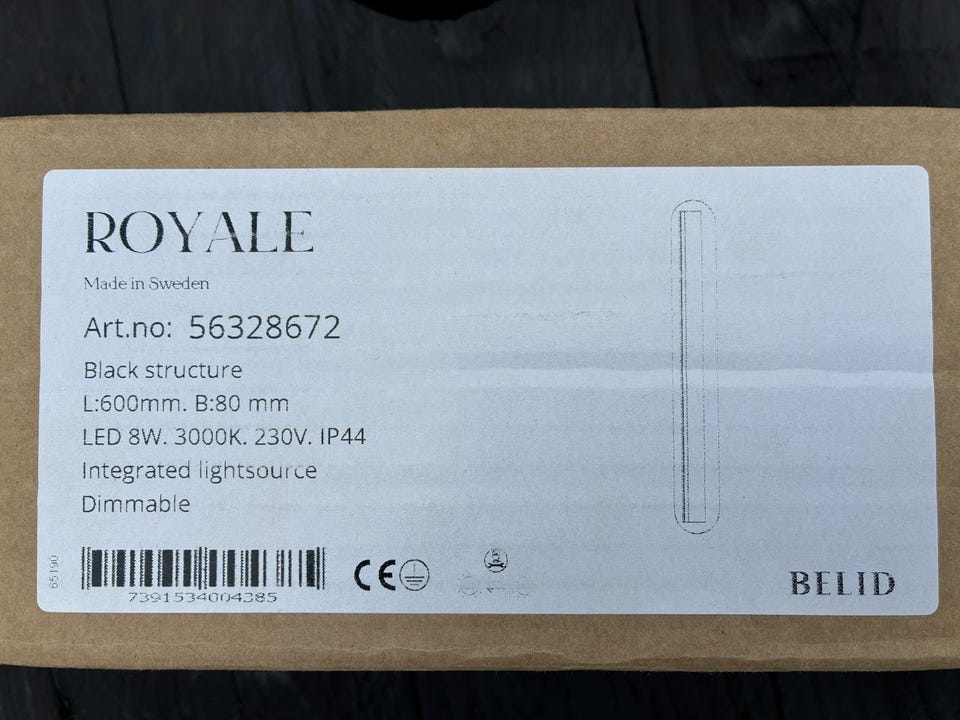 ROYALE
Made in Sweden
Art.no: 56328672
Black structure
L:600mm. B:80 mm
LED 8W. 3000K. 230V. IP44
Integrated lightsource
Dimmable
65190
7391534004385
CE
BELID